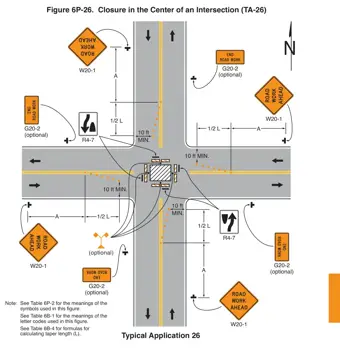 Figure 6P-26. Closure in the Center of an Intersection (TA-26)
ROAD
WORK
AHEAD
W20-1
A
END
ROAD WORK
G20-2
(optional)
N
ROAD
WORK
AHEAD
W20-1
END
ROAD WORK
G20-2
(optional)
1/2 L
10 ft
MIN.
R4-7
1/2 L
A
10 ft MIN.
10 ft
MIN.
A
1/2 L
10 ft
MIN.
R4-7
1/2 L
ROAD
WORK
AHEAD
W20-1
(optional)
END
ROAD WORK
G20-2
(optional)
END
ROAD WORK
G20-2
(optional)
A
ROAD
WORK
AHEAD
W20-1
Note: See Table 6P-2 for the meanings of the
symbols used in this figure
See Table 6B-1 for the meanings of the
letter codes used in this figure.
See Table 6B-4 for formulas for
calculating taper length (L).
Typical Application 26